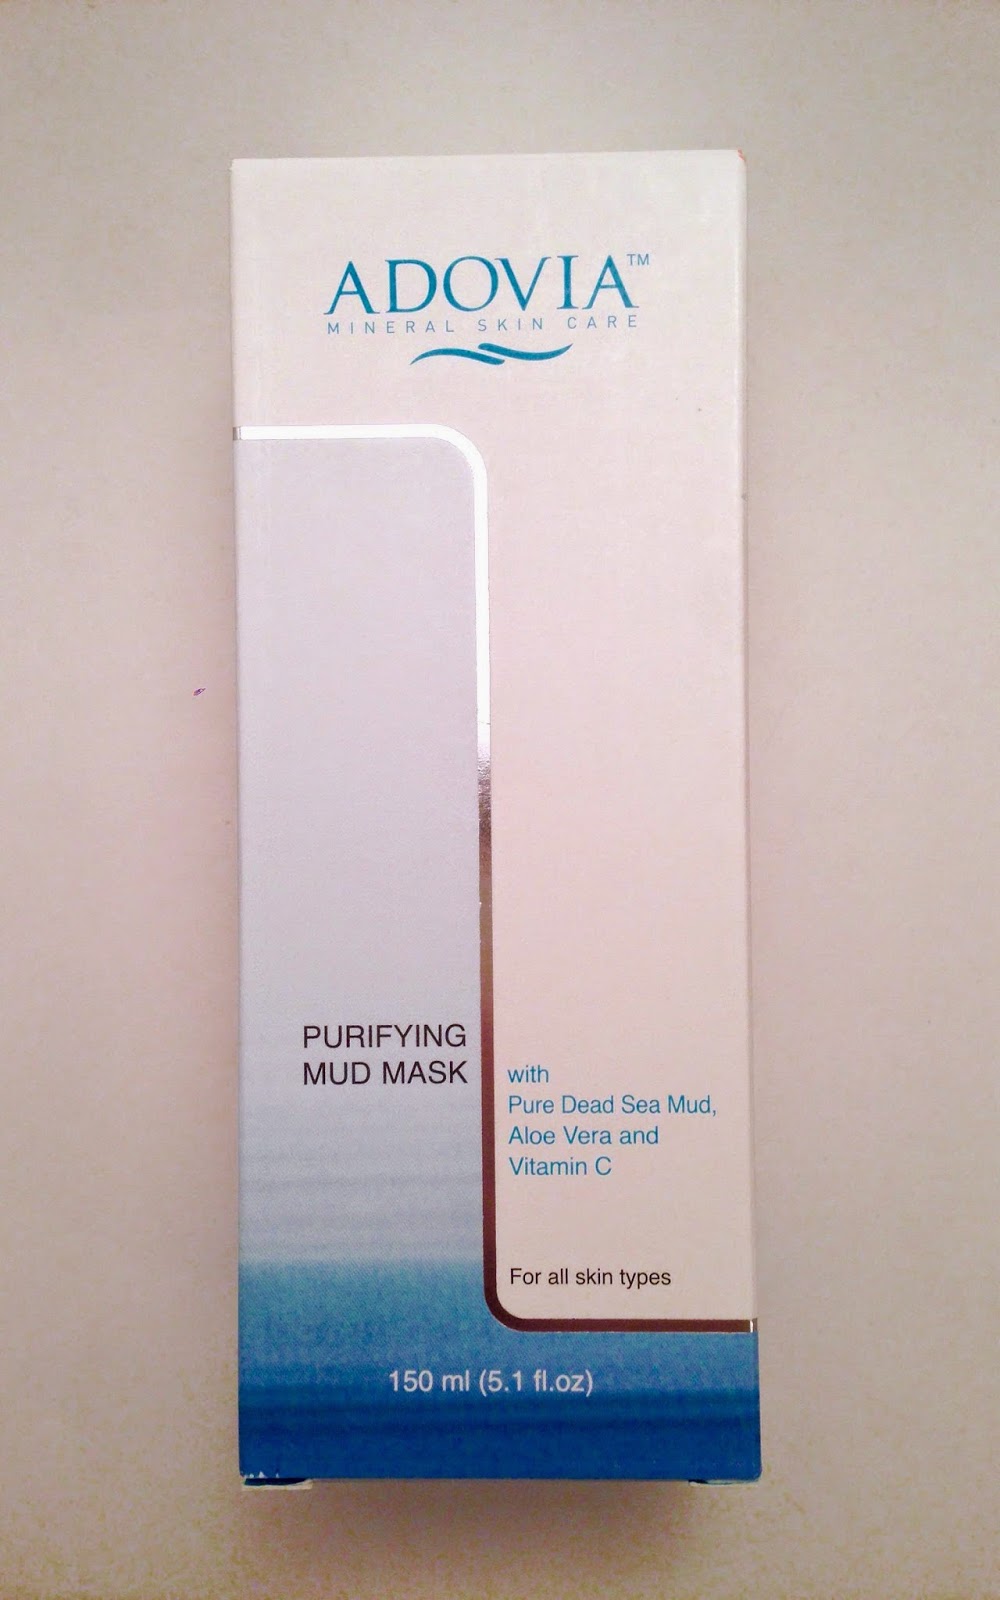 ADOVIA™
MINERAL SKIN CARE
PURIFYING
MUD MASK
with
Pure Dead Sea Mud,
Aloe Vera and
Vitamin C
For all skin types
150 ml (5.1 fl.oz)